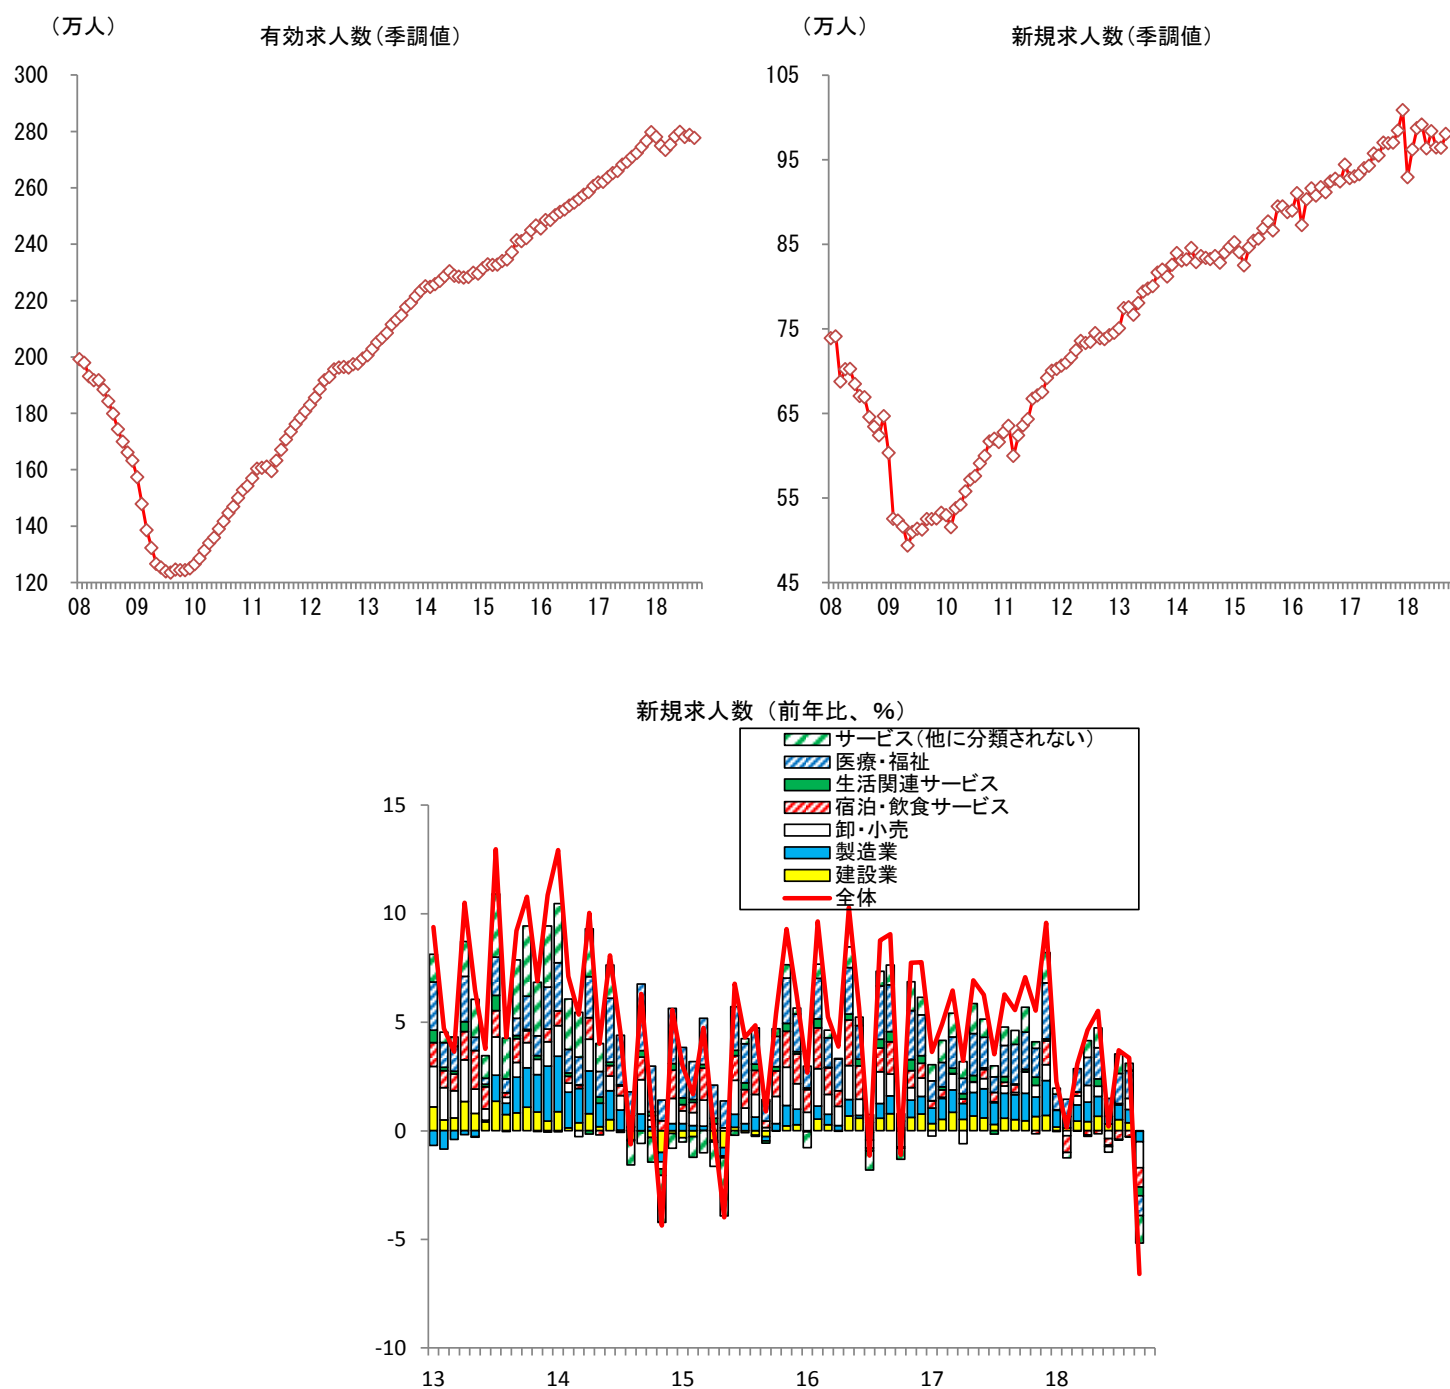 （万人）
有効求人数（季調値）
300
280
260
240
220
200
180
160
140
120
08 09 10 11 12 13 14 15 16 17 18
（万人）
新規求人数（季調値）
105
95
85
75
65
55
45
08 09 10 11 12 13 14 15 16 17 18
新規求人数（前年比、%）
サービス（他に分類されない）
医療・福祉
生活関連サービス
宿泊・飲食サービス
卸・小売
製造業
建設業
全体
15
10
5
0
-5
-10
13 14 15 16 17 18